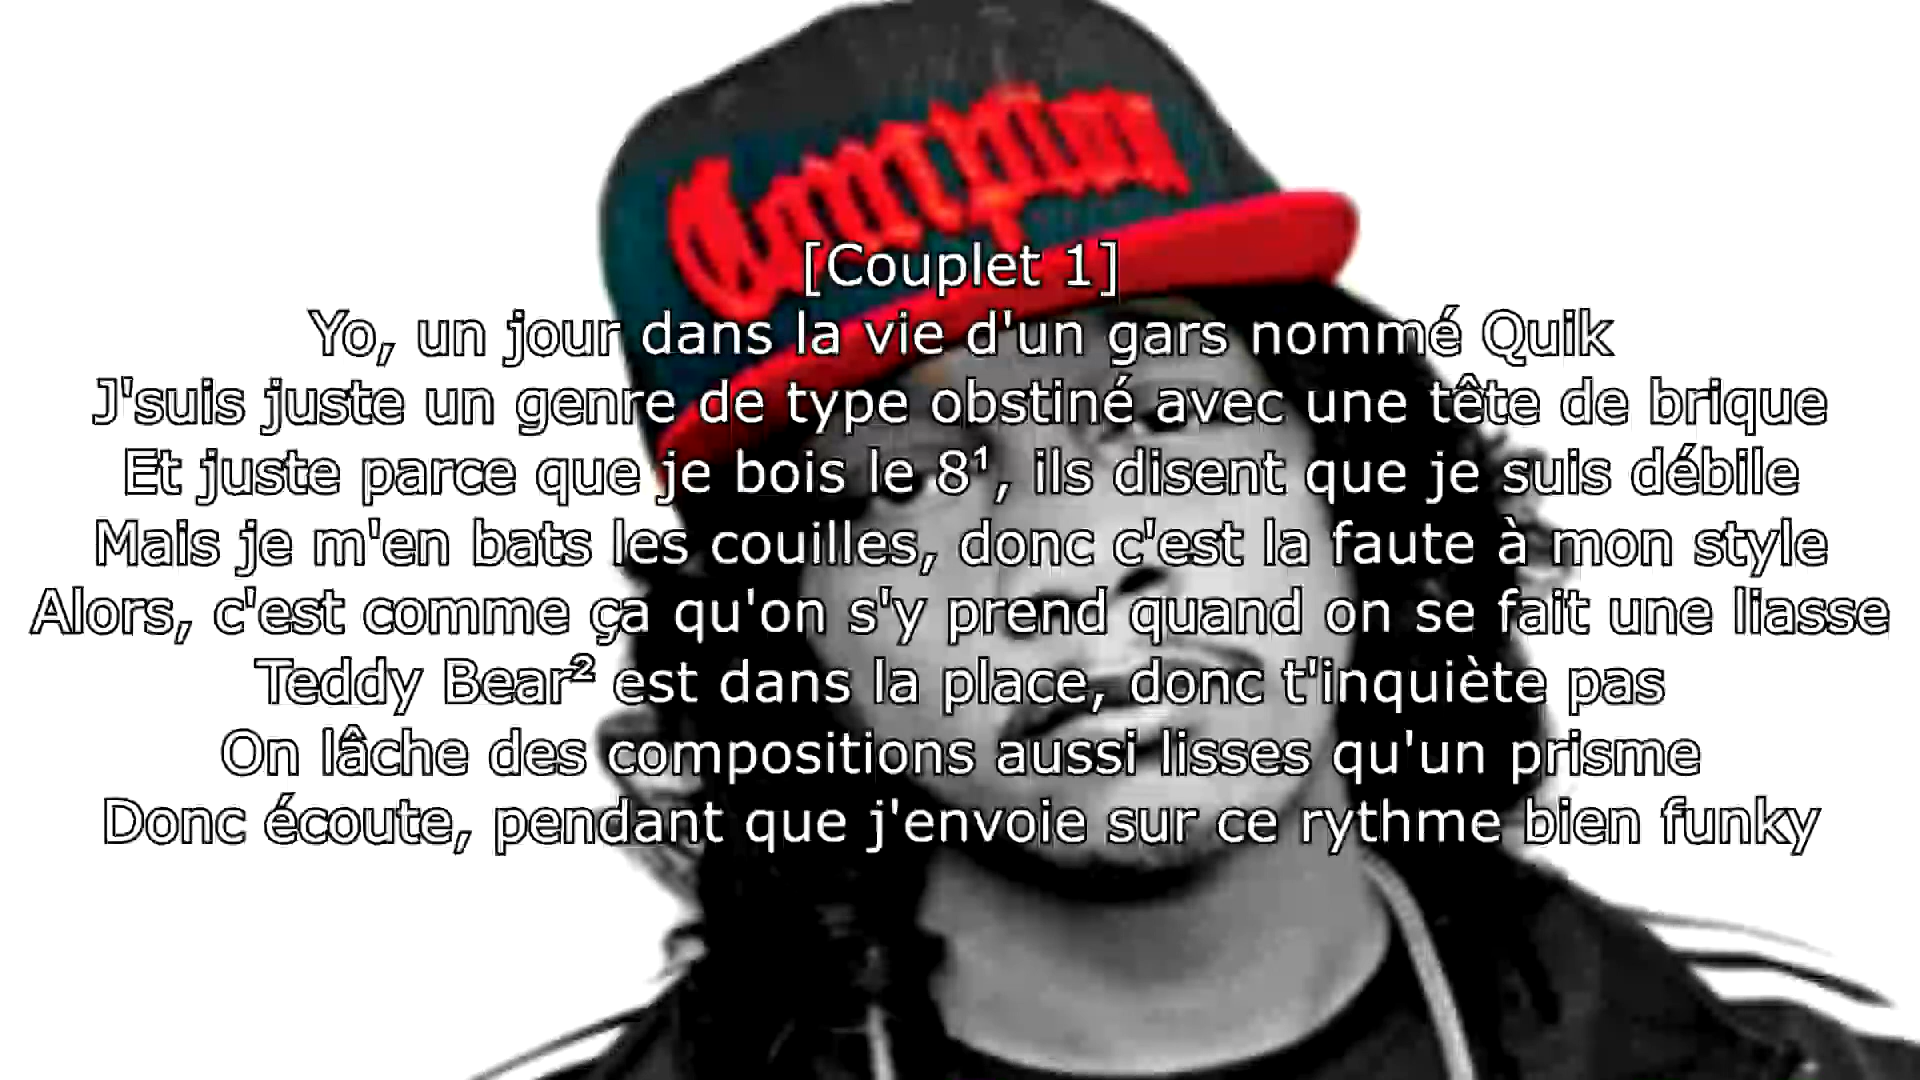 Compton
[Couplet 1]
Yo, un jour dans la vie d'un gars nommé Quik
J'suis juste un genre de type obstiné avec une tête de brique
Et juste parce que je bois le 8¹, ils disent que je suis débile
Mais je m'en bats les couilles, donc c'est la faute à mon style
Alors, c'est comme ça qu'on s'y prend quand on se fait une liasse
Teddy Bear² est dans la place, donc t'inquiète pas
On lâche des compositions aussi lisses qu'un prisme
Donc écoute, pendant que j'envoie sur ce rythme bien funky